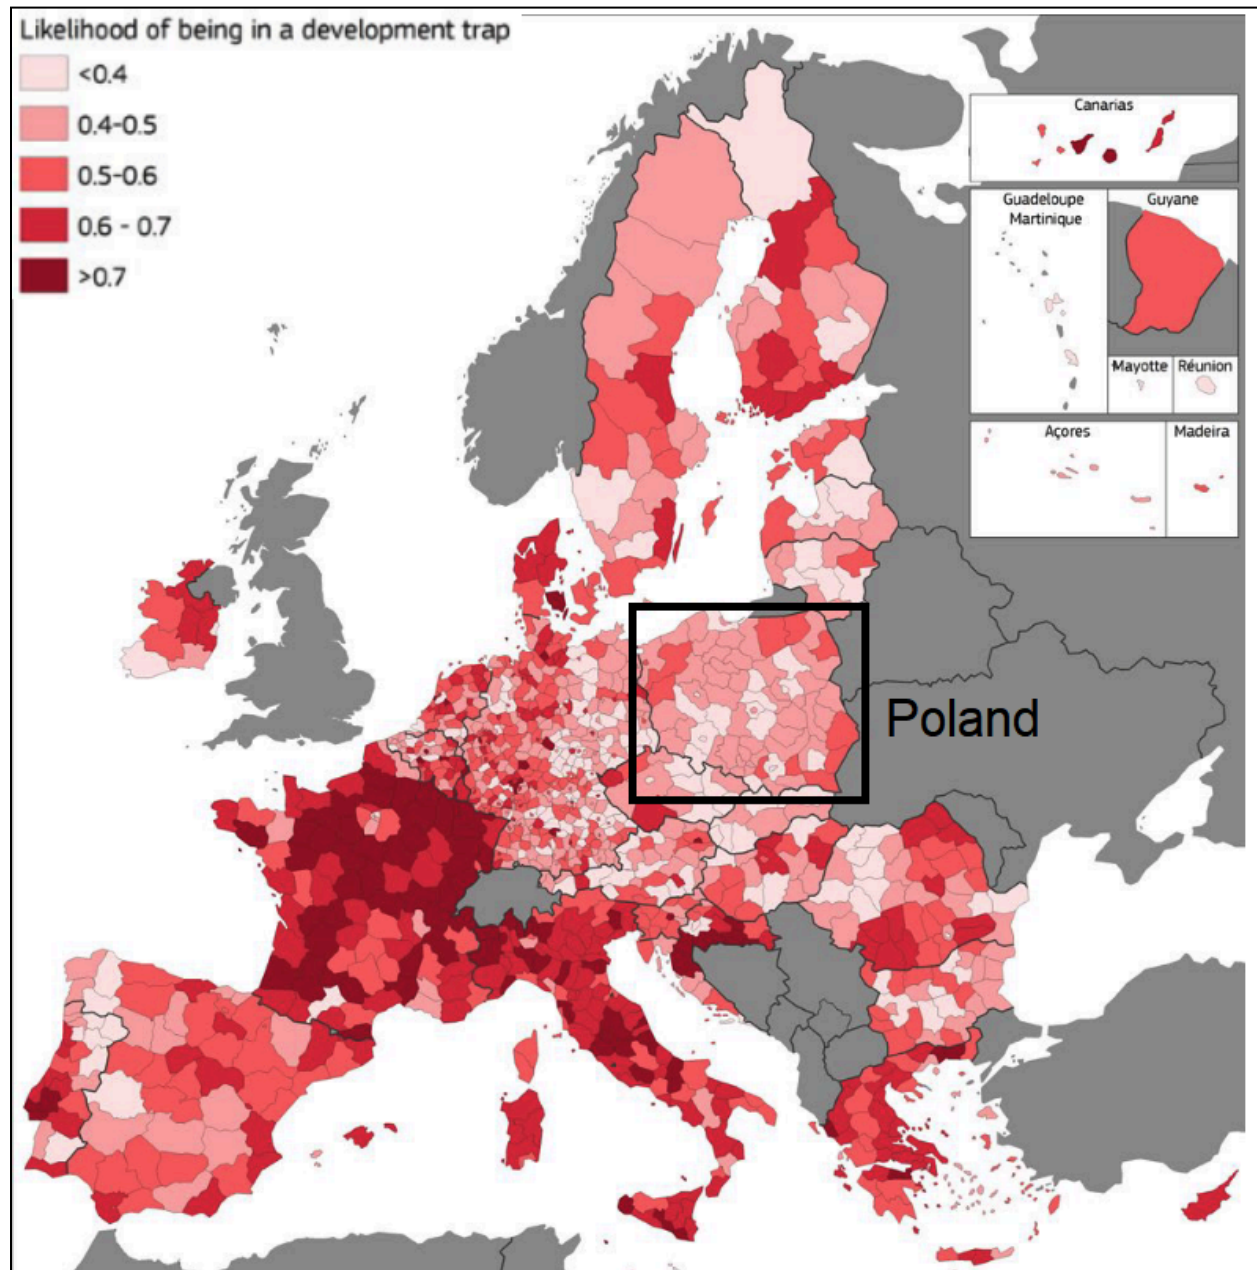 Likelihood of being in a development trap
<0.4
0.4-0.5
0.5-0.6
0.6 - 0.7
>0.7
Canarias
Guadeloupe
Martinique
Guyane
Mayotte
Réunion
Açores
Madeira
Poland